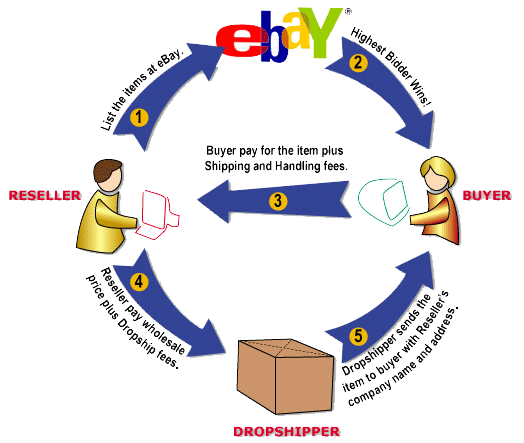 ebaY®
List the items at eBay.
1
2
Highest Bidder Wins!
Buyer pay for the item plus
Shipping and Handling fees.
RESELLER
3
BUYER
4
Reseller pay wholesale
price plus Dropship fees.
5
Dropshipper sends the
item to buyer with Reseller's
company name and address.
DROPSHIPPER